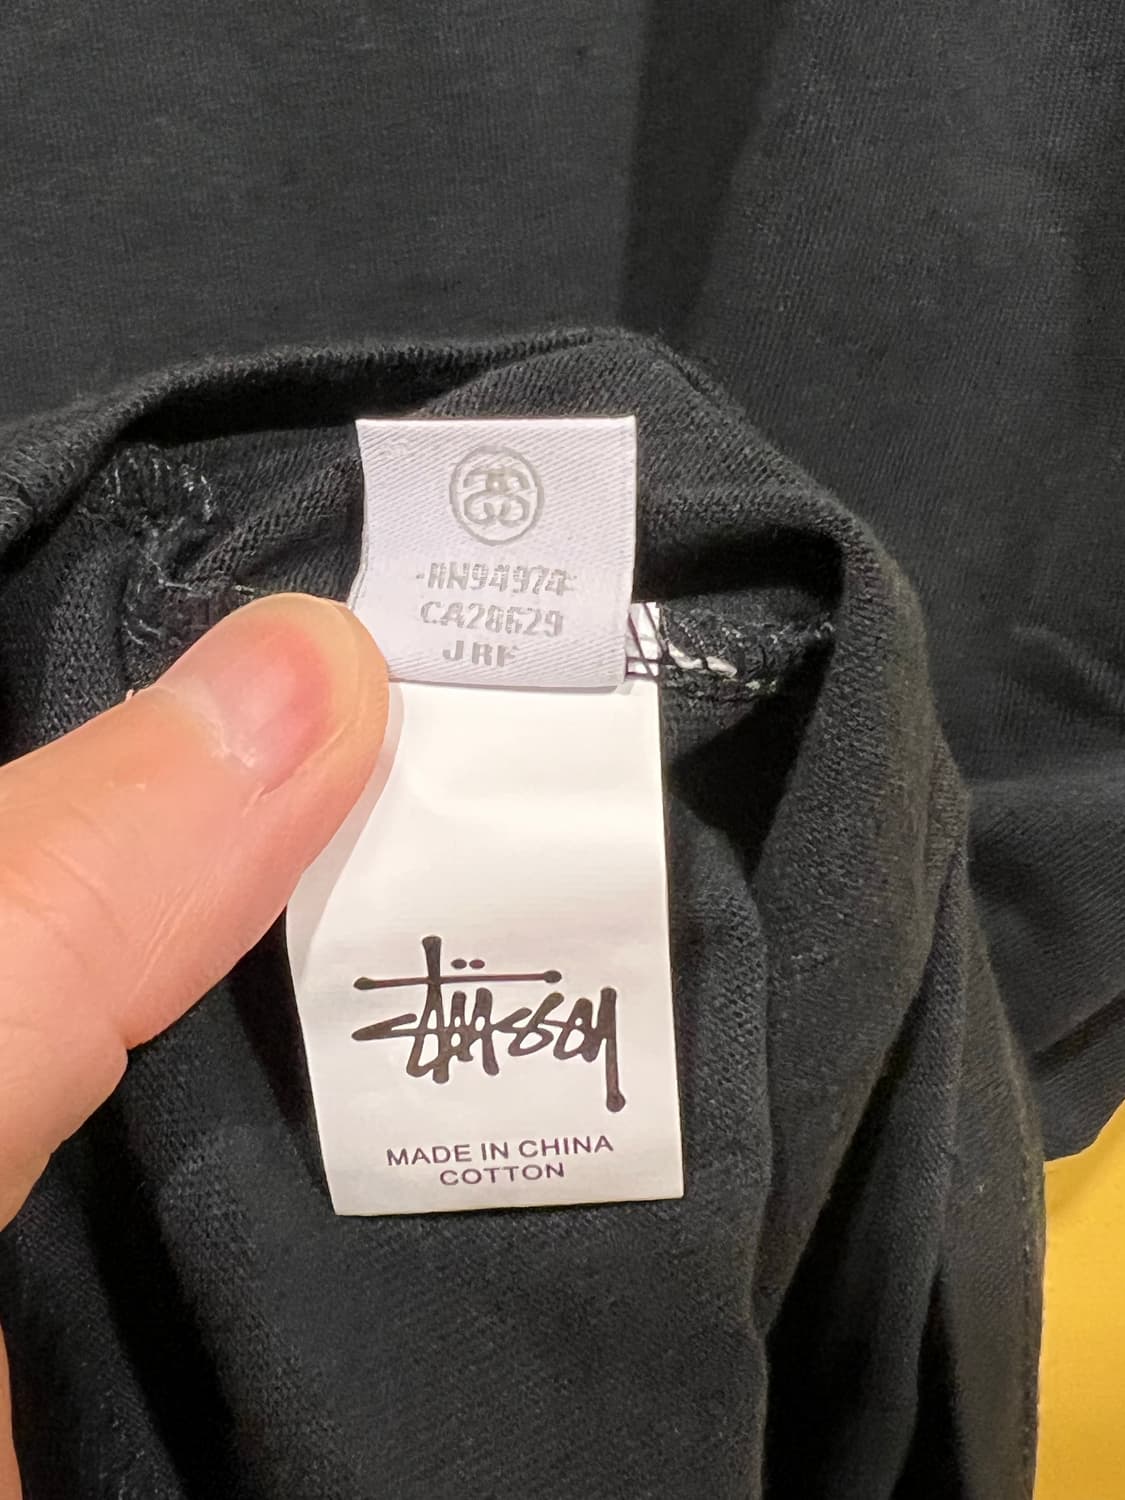 -RN94974-
CA28629
JRF
Stüssy
MADE IN CHINA
COTTON